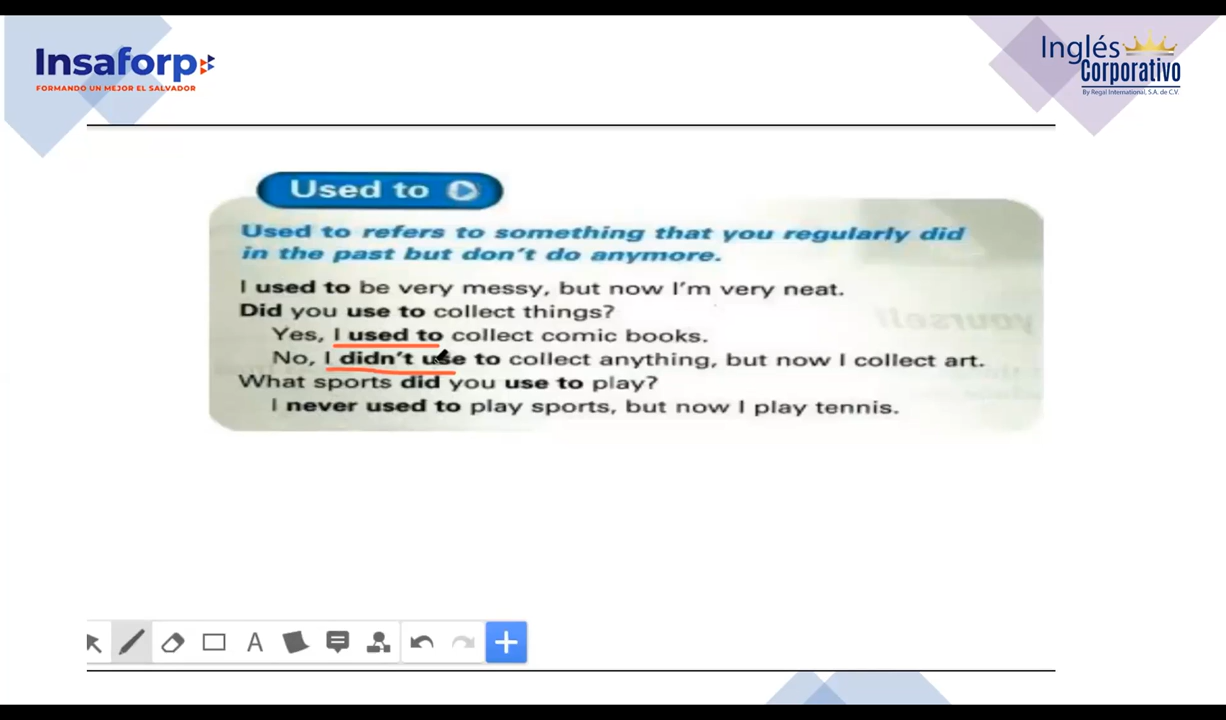 Insaforp
FORMANDO UN MEJOR EL SALVADOR
Inglés
Corporativo
By Regal International, S.A. de C.V.
Used to
Used to refers to something that you regularly did
in the past but don't do anymore.
I used to be very messy, but now I'm very neat.
Did you use to collect things?
Yes, I used to collect comic books.
No, I didn't use to collect anything, but now I collect art.
What sports did you use to play?
I never used to play sports, but now I play tennis.
yourself
A